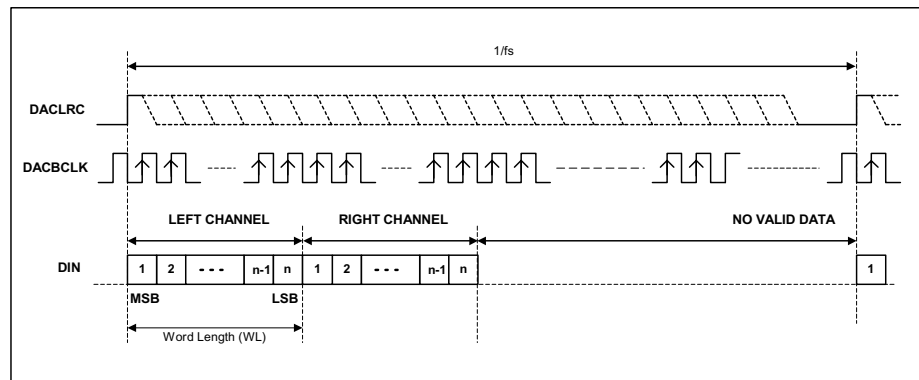 1/fs
DACLRC
DACBCLK
LEFT CHANNEL RIGHT CHANNEL NO VALID DATA
DIN 1 2 - - - n-1 n 1 2 - - - n-1 n 1
MSB LSB
Word Length (WL)